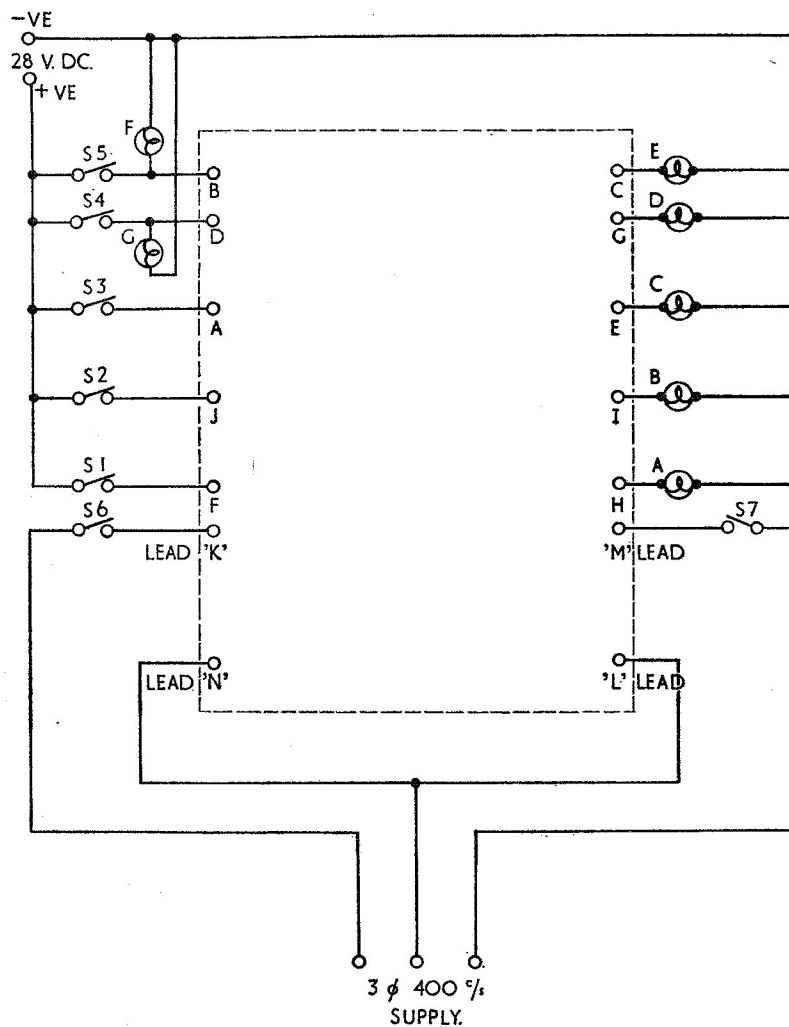 −VE
28 V. DC.
+ VE
F
S5
B
S4
G
D
S3
A
S2
J
S1
F
S6
LEAD 'K'
LEAD 'N'
E
C
D
G
C
E
B
I
A
H
S7
'M' LEAD
'L' LEAD
3 ϕ 400 c/s
SUPPLY.